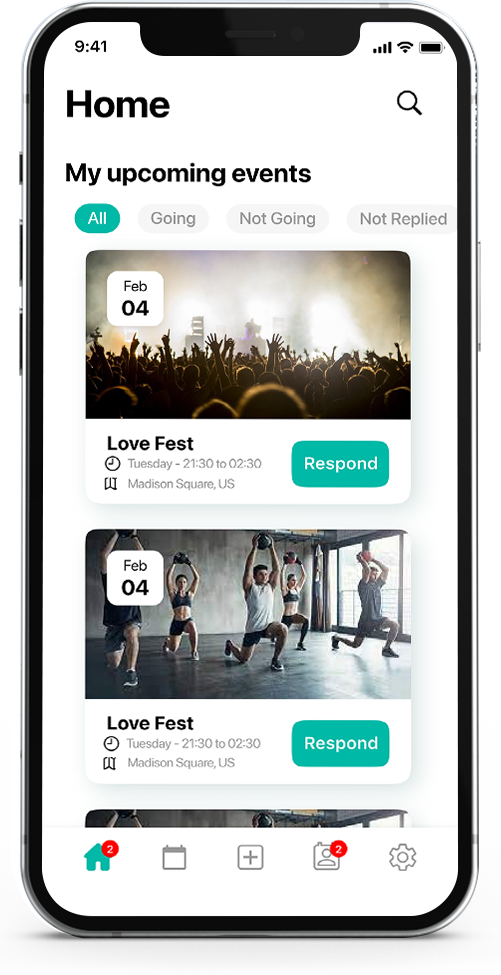 9:41
Home
My upcoming events
All Going Not Going Not Replied
Feb
04
Love Fest
Tuesday - 21:30 to 02:30
Madison Square, US
Respond
Feb
04
Love Fest
Tuesday - 21:30 to 02:30
Madison Square, US
Respond
2 2